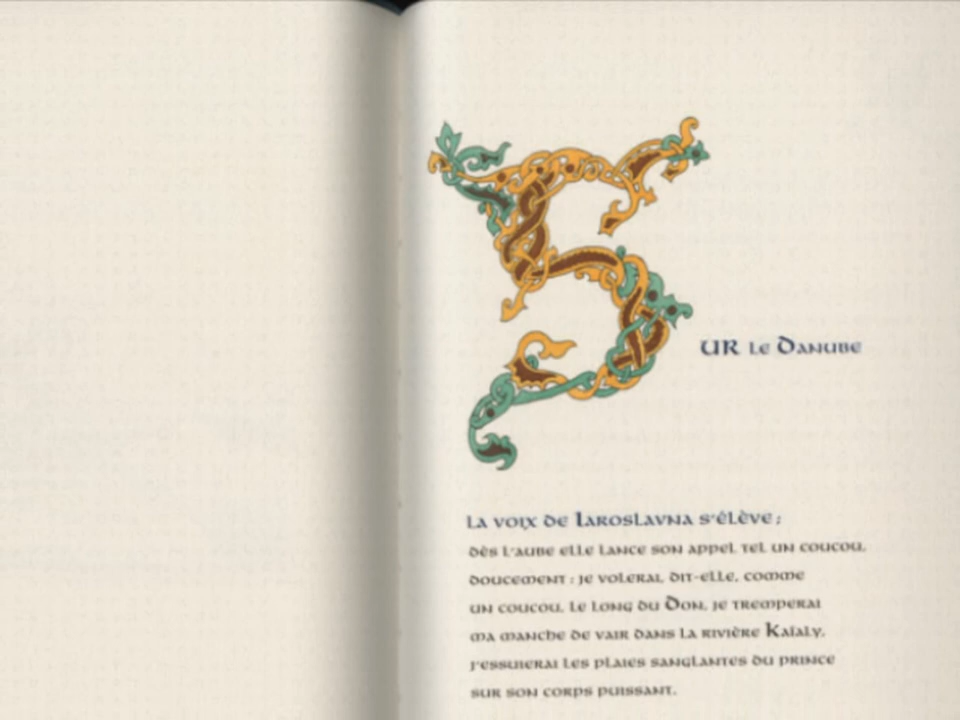 SUR le Danube
La voix de Iaroslavna s'élève ;
dès l'aube elle lance son appel tel un coucou,
doucement : je volerai, dit-elle, comme
un coucou, le long du Don, je tremperai
ma manche de vair dans la rivière Kaïaly,
j'essuierai les plaies sanglantes du prince
sur son corps puissant.